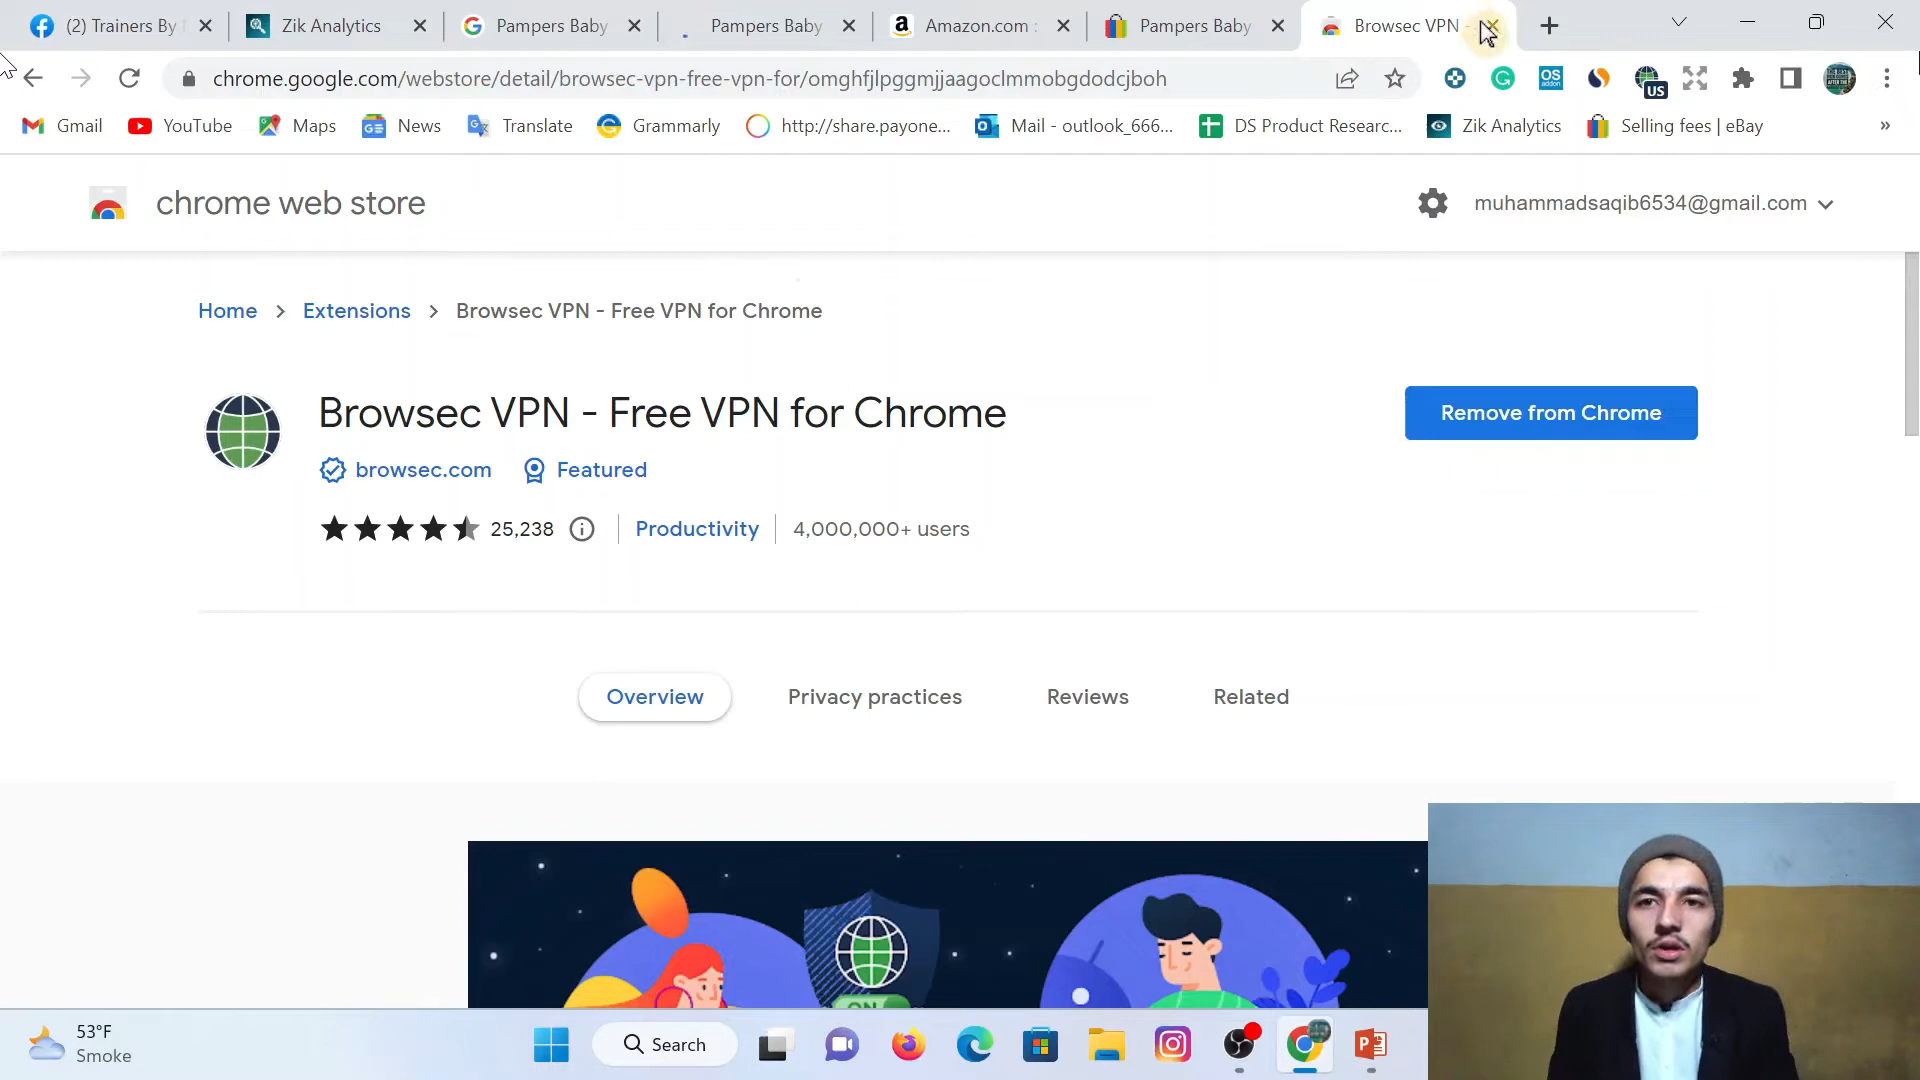 (2) Trainers By
Zik Analytics
Pampers Baby
Pampers Baby
Amazon.com :
Pampers Baby
Browsec VPN -
chrome.google.com/webstore/detail/browsec-vpn-free-vpn-for/omghfjlpggmjjaagoclmmobgdodcjboh
OS
addon
US
Gmail
YouTube
Maps
News
Translate
Grammarly
http://share.payone...
Mail - outlook_666...
DS Product Researc...
Zik Analytics
Selling fees | eBay
»
chrome web store
muhammadsaqib6534@gmail.com
Home > Extensions > Browsec VPN - Free VPN for Chrome
Browsec VPN - Free VPN for Chrome
Remove from Chrome
browsec.com
Featured
25,238
Productivity
4,000,000+ users
Overview
Privacy practices
Reviews
Related
ON
53°F
Smoke
Search